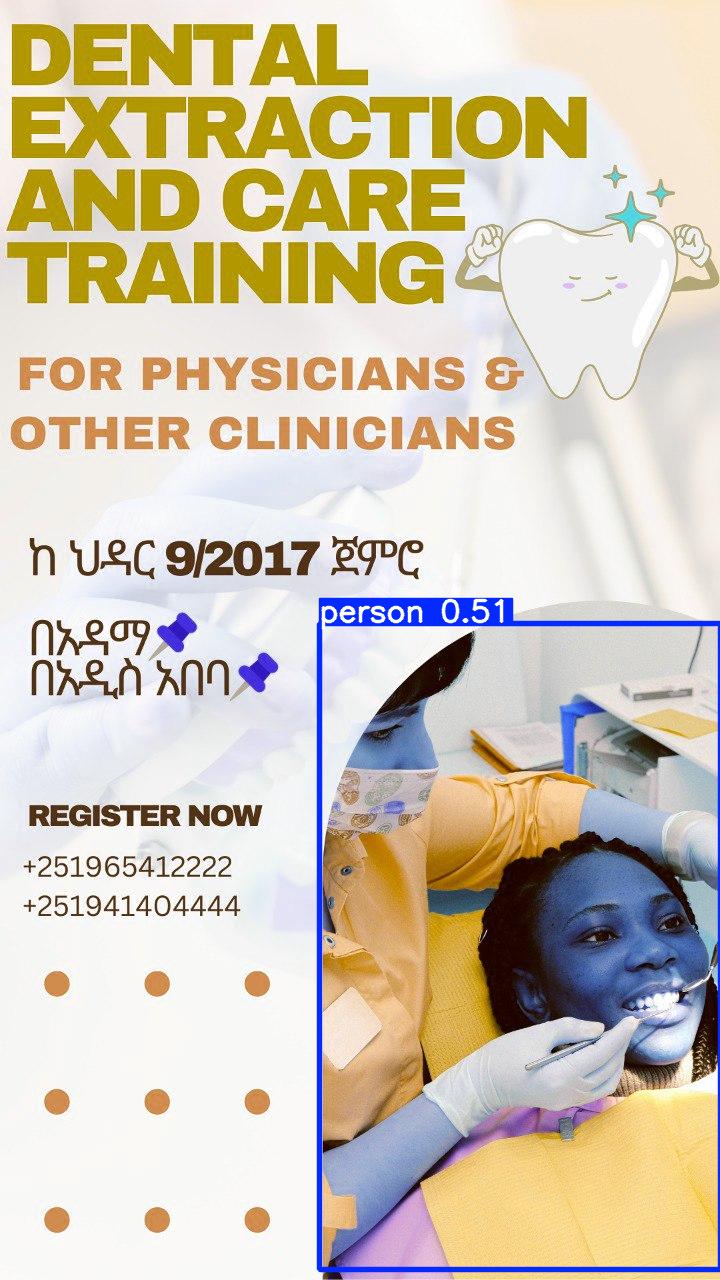 DENTAL
EXTRACTION
AND CARE
TRAINING
FOR PHYSICIANS &
OTHER CLINICIANS
ከ ህዳር 9/2017 ጀምሮ
በአዳማ
በአዲስ አበባ
person 0.51
REGISTER NOW
+251965412222
+251941404444